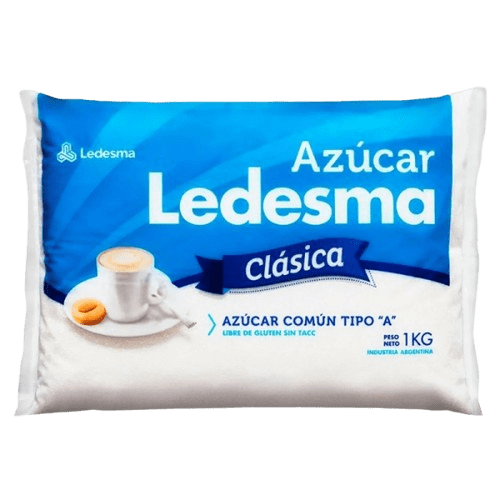 Ledesma
Azúcar
Ledesma
Clásica
AZÚCAR COMÚN TIPO "A"
LIBRE DE GLUTEN SIN TACC
PESO
NETO 1KG
INDUSTRIA ARGENTINA